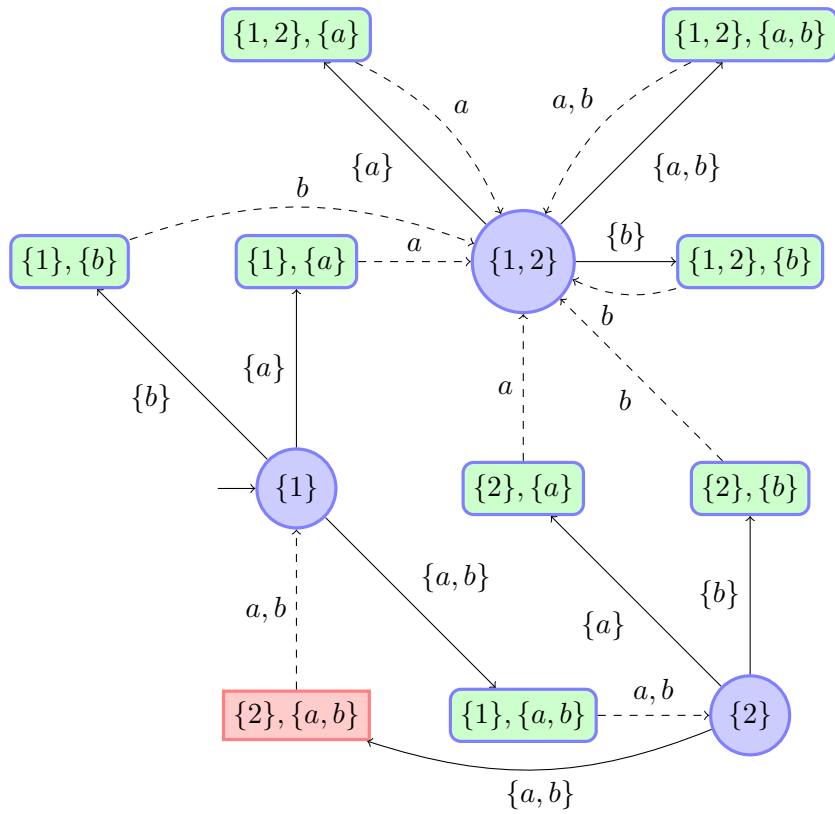 {1, 2}, {a}
{1, 2}, {a, b}
a
a, b
{a}
{a, b}
b
{1}, {b}
{1}, {a}
a
{1, 2}
{b}
{1, 2}, {b}
b
{b}
{a}
a
b
{1}
{2}, {a}
{2}, {b}
{a, b}
a, b
{a}
{b}
{2}, {a, b}
{1}, {a, b}
a, b
{2}
{a, b}